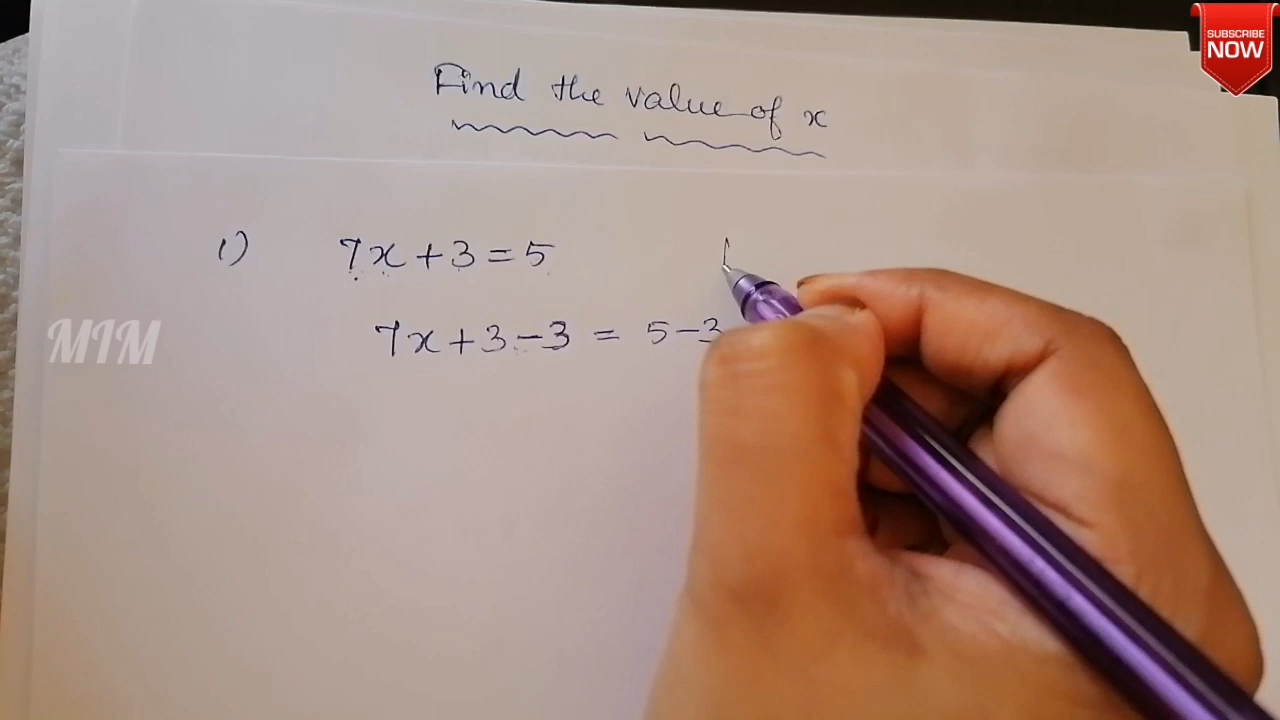 SUBSCRIBE
NOW
Find the value of x
1) 7x + 3 = 5
7x + 3 - 3 = 5 - 3
MIM